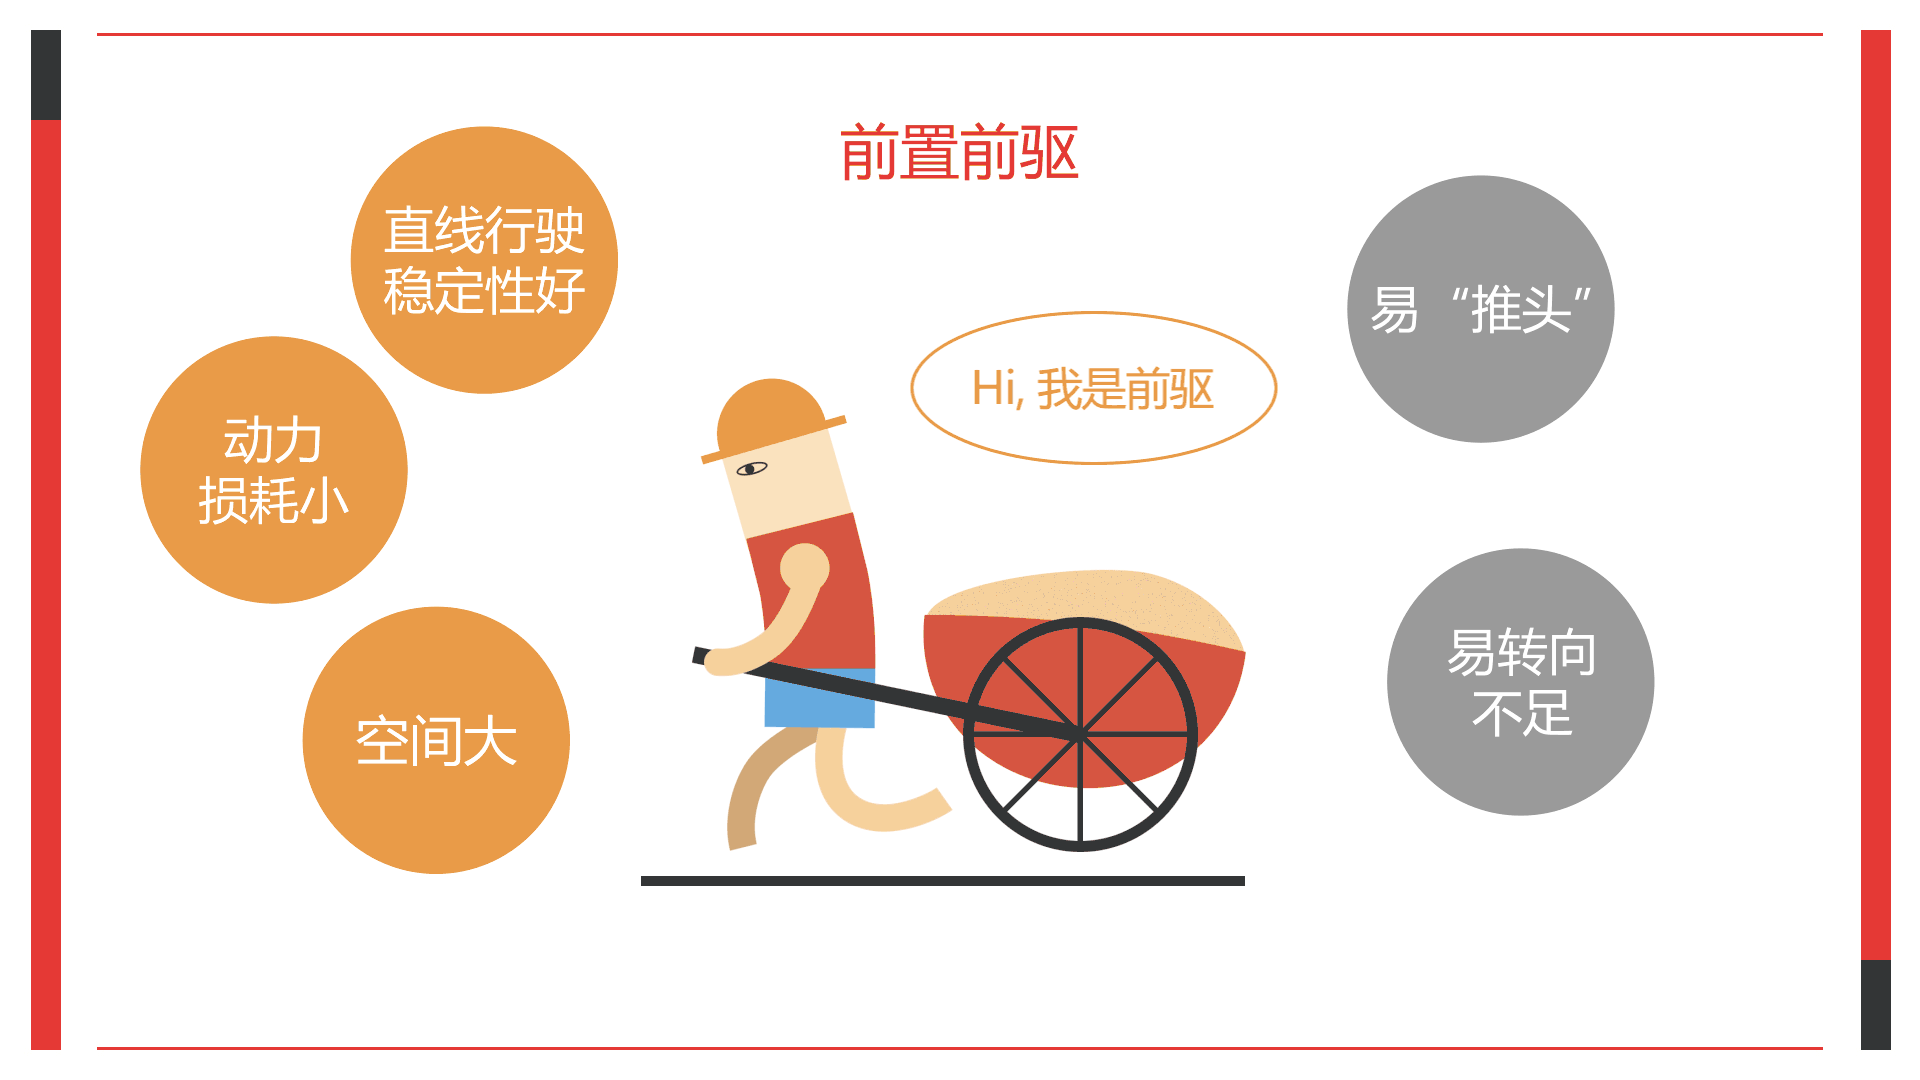 前置前驱
直线行驶
稳定性好
动力
损耗小
空间大
Hi, 我是前驱
易“推头”
易转向
不足